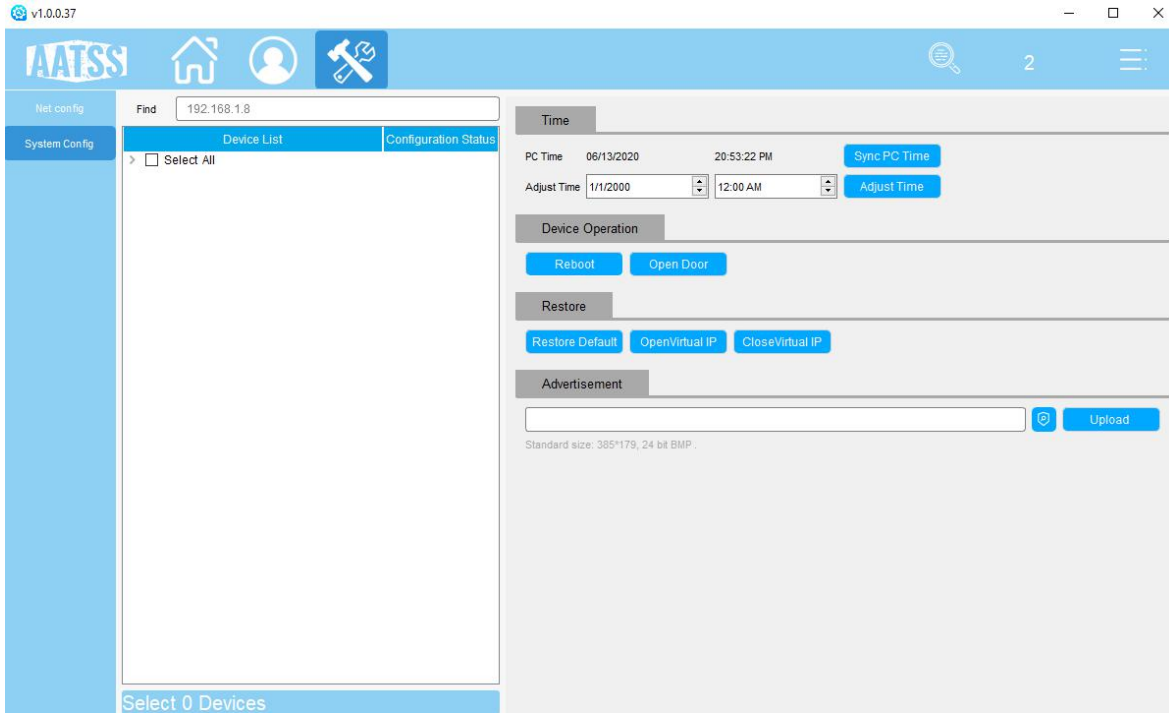 v1.0.0.37
AATSS
2
Net config
System Config
Find 192.168.1.8
Device List Configuration Status
Select All
Select 0 Devices
Time
PC Time 06/13/2020 20:53:22 PM Sync PC Time
Adjust Time 1/1/2000 12:00 AM Adjust Time
Device Operation
Reboot Open Door
Restore
Restore Default OpenVirtual IP CloseVirtual IP
Advertisement
Upload
Standard size: 385*179, 24 bit BMP .